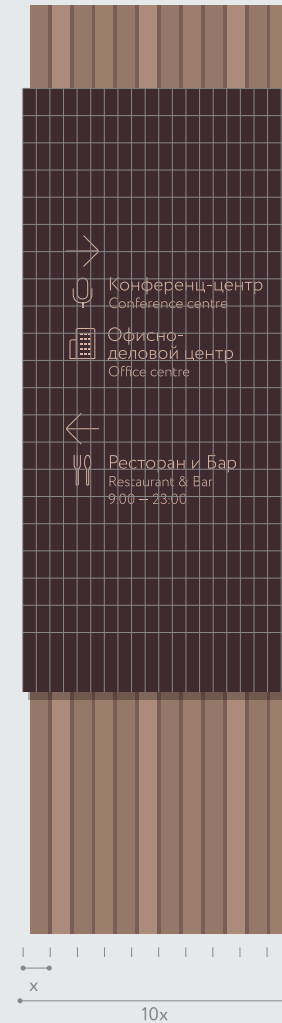 Конференц-центр
Conference centre
Офисно-
деловой центр
Office centre
Ресторан и Бар
Restaurant & Bar
9:00 — 23:00
x
10x